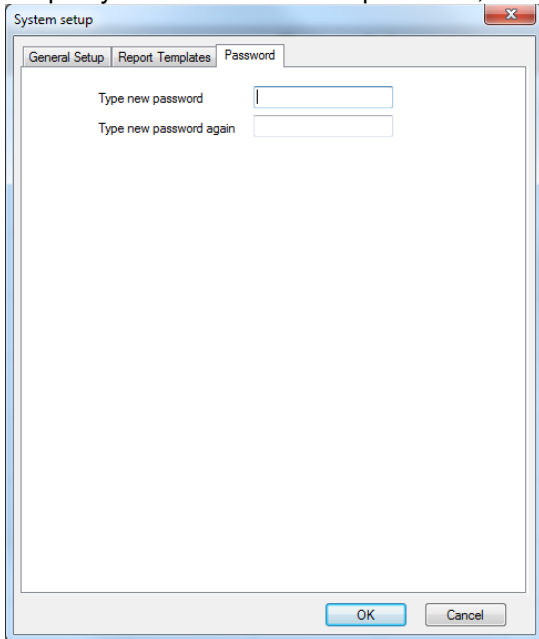 System setup
General Setup Report Templates Password
Type new password
Type new password again
OK Cancel